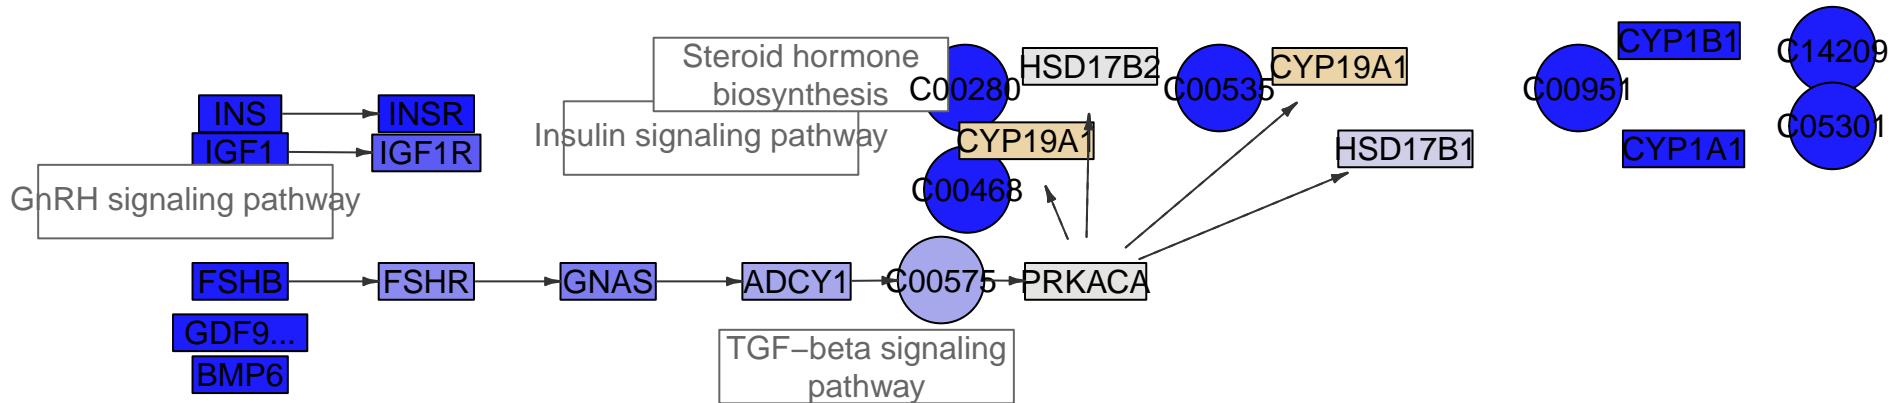 Steroid hormone
biosynthesis
C00280
HSD17B2
C00535
CYP19A1
C00951
CYP1B1
C14209
INS
INSR
Insulin signaling pathway
CYP19A1
HSD17B1
CYP1A1
C05301
IGF1
IGF1R
GnRH signaling pathway
C00468
FSHB
FSHR
GNAS
ADCY1
C00575
PRKACA
GDF9...
BMP6
TGF−beta signaling
pathway